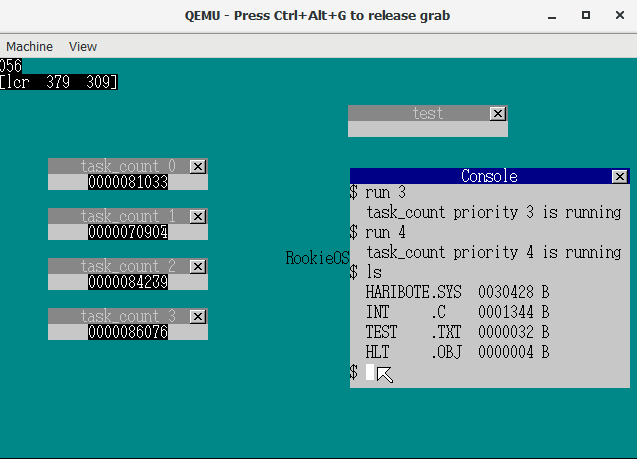 QEMU - Press Ctrl+Alt+G to release grab
Machine View
056
[lcr 379 309]
test
task_count 0
0000081033
task_count 1
0000070904
task_count 2
0000084239
task_count 3
0000086076
RookieOS
Console
$ run 3
task_count priority 3 is running
$ run 4
task_count priority 4 is running
$ ls
HARIBOTE.SYS 0030428 B
INT .C 0001344 B
TEST .TXT 0000032 B
HLT .OBJ 0000004 B
$